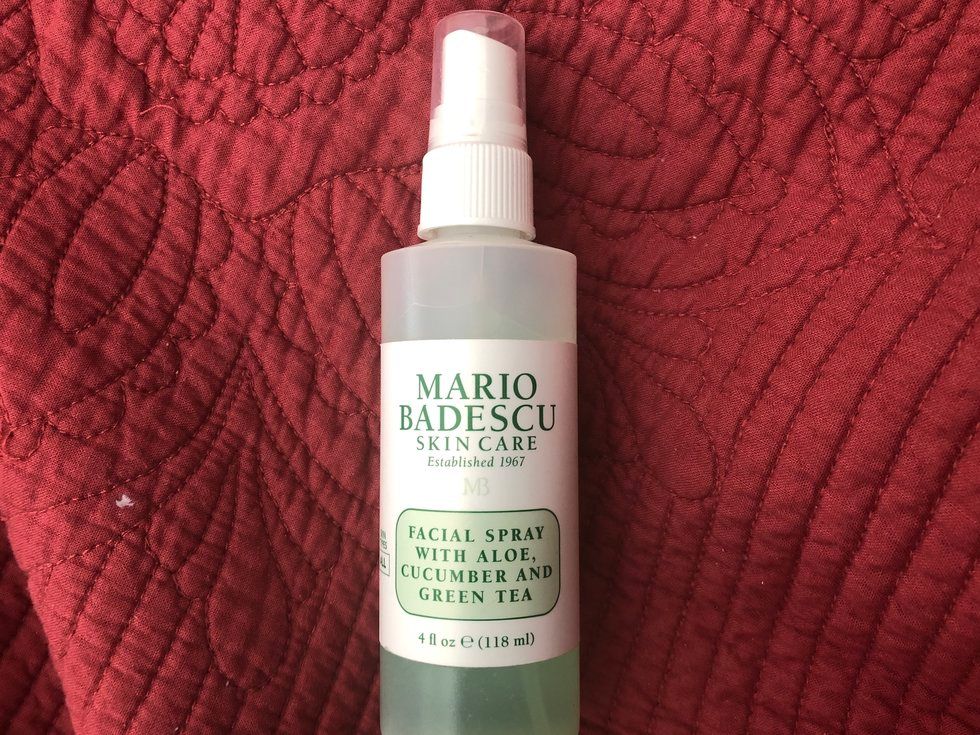 MARIO
BADESCU
SKIN CARE
Established 1967
MB
FACIAL SPRAY
WITH ALOE,
CUCUMBER AND
GREEN TEA
4 fl oz ℮ (118 ml)